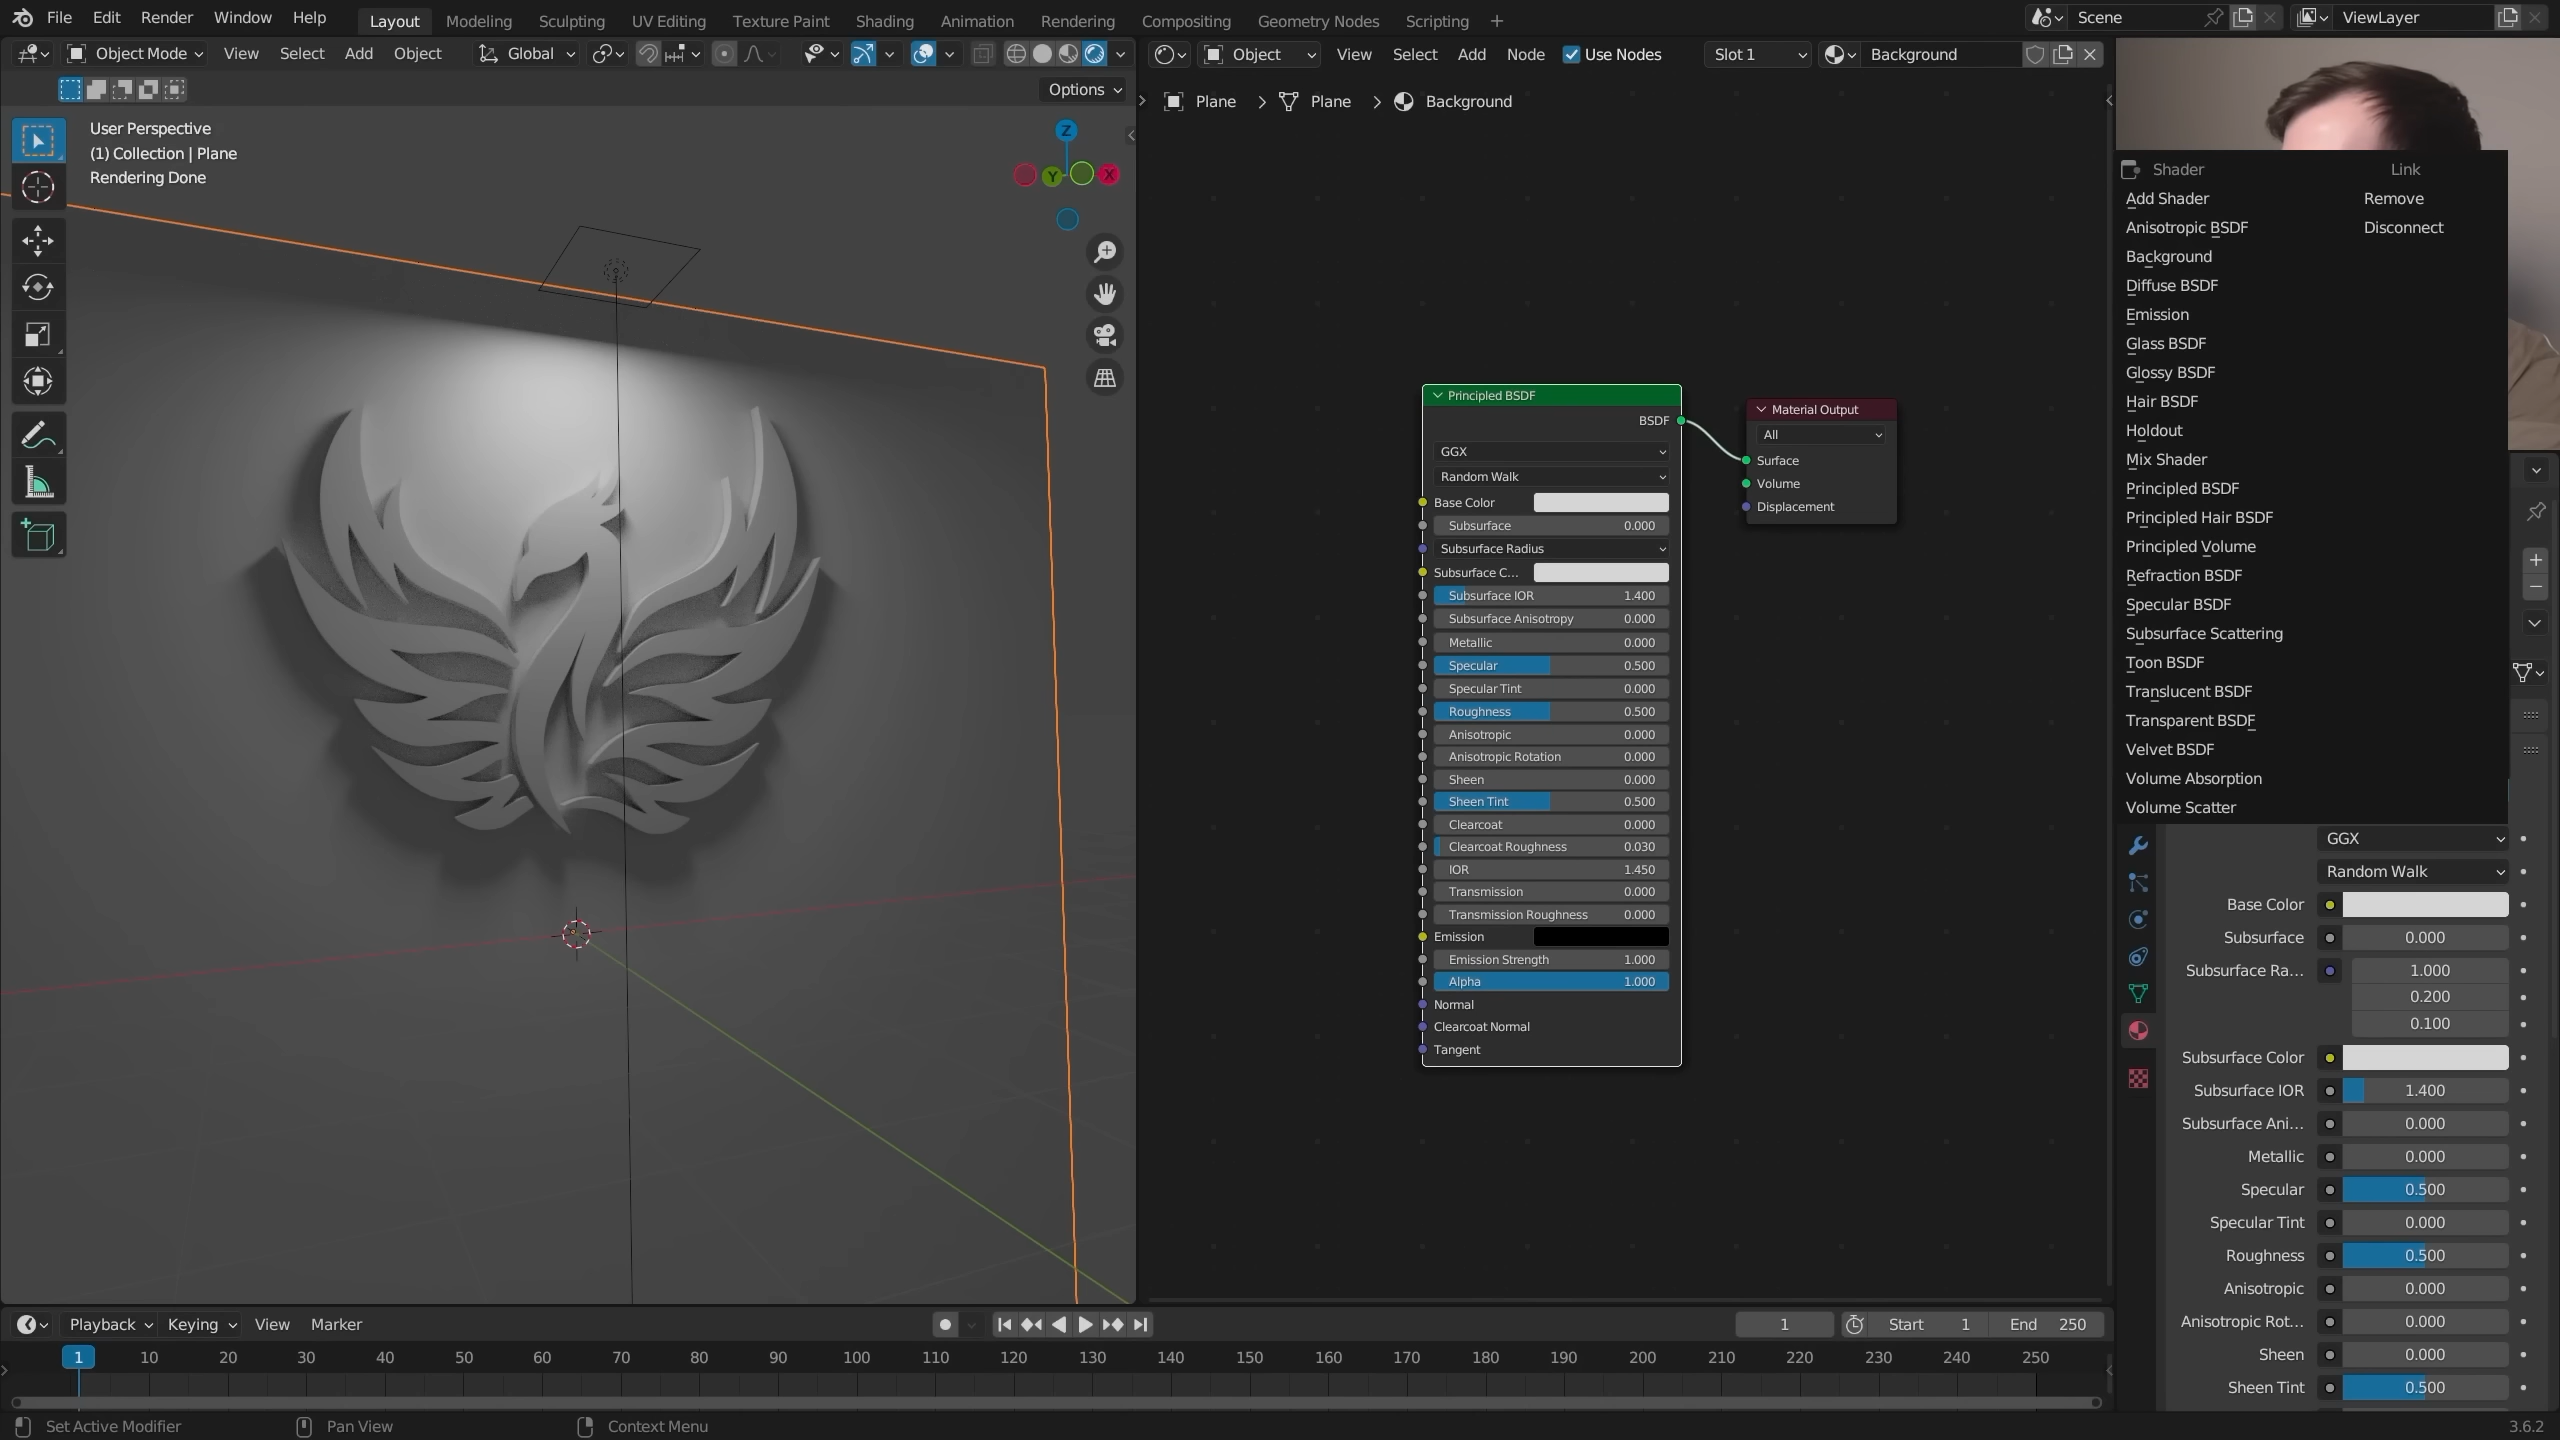 File Edit Render Window Help Layout Modeling Sculpting UV Editing Texture Paint Shading Animation Rendering Compositing Geometry Nodes Scripting + Scene ViewLayer
Object Mode View Select Add Object Global Object View Select Add Node Use Nodes Slot 1 Background
Options
Plane > Plane > Background
User Perspective
(1) Collection | Plane
Rendering Done
Z
Y
X
Principled BSDF
BSDF
GGX
Random Walk
Base Color
Subsurface 0.000
Subsurface Radius
Subsurface C...
Subsurface IOR 1.400
Subsurface Anisotropy 0.000
Metallic 0.000
Specular 0.500
Specular Tint 0.000
Roughness 0.500
Anisotropic 0.000
Anisotropic Rotation 0.000
Sheen 0.000
Sheen Tint 0.500
Clearcoat 0.000
Clearcoat Roughness 0.030
IOR 1.450
Transmission 0.000
Transmission Roughness 0.000
Emission
Emission Strength 1.000
Alpha 1.000
Normal
Clearcoat Normal
Tangent
Material Output
All
Surface
Volume
Displacement
Shader Link
Add Shader Remove
Anisotropic BSDF Disconnect
Background
Diffuse BSDF
Emission
Glass BSDF
Glossy BSDF
Hair BSDF
Holdout
Mix Shader
Principled BSDF
Principled Hair BSDF
Principled Volume
Refraction BSDF
Specular BSDF
Subsurface Scattering
Toon BSDF
Translucent BSDF
Transparent BSDF
Velvet BSDF
Volume Absorption
Volume Scatter
GGX
Random Walk
Base Color
Subsurface 0.000
Subsurface Ra... 1.000
0.200
0.100
Subsurface Color
Subsurface IOR 1.400
Subsurface Ani... 0.000
Metallic 0.000
Specular 0.500
Specular Tint 0.000
Roughness 0.500
Anisotropic 0.000
Anisotropic Rot... 0.000
Sheen 0.000
Sheen Tint 0.500
Playback Keying View Marker 1 Start 1 End 250
1 10 20 30 40 50 60 70 80 90 100 110 120 130 140 150 160 170 180 190 200 210 220 230 240 250
Set Active Modifier Pan View Context Menu 3.6.2